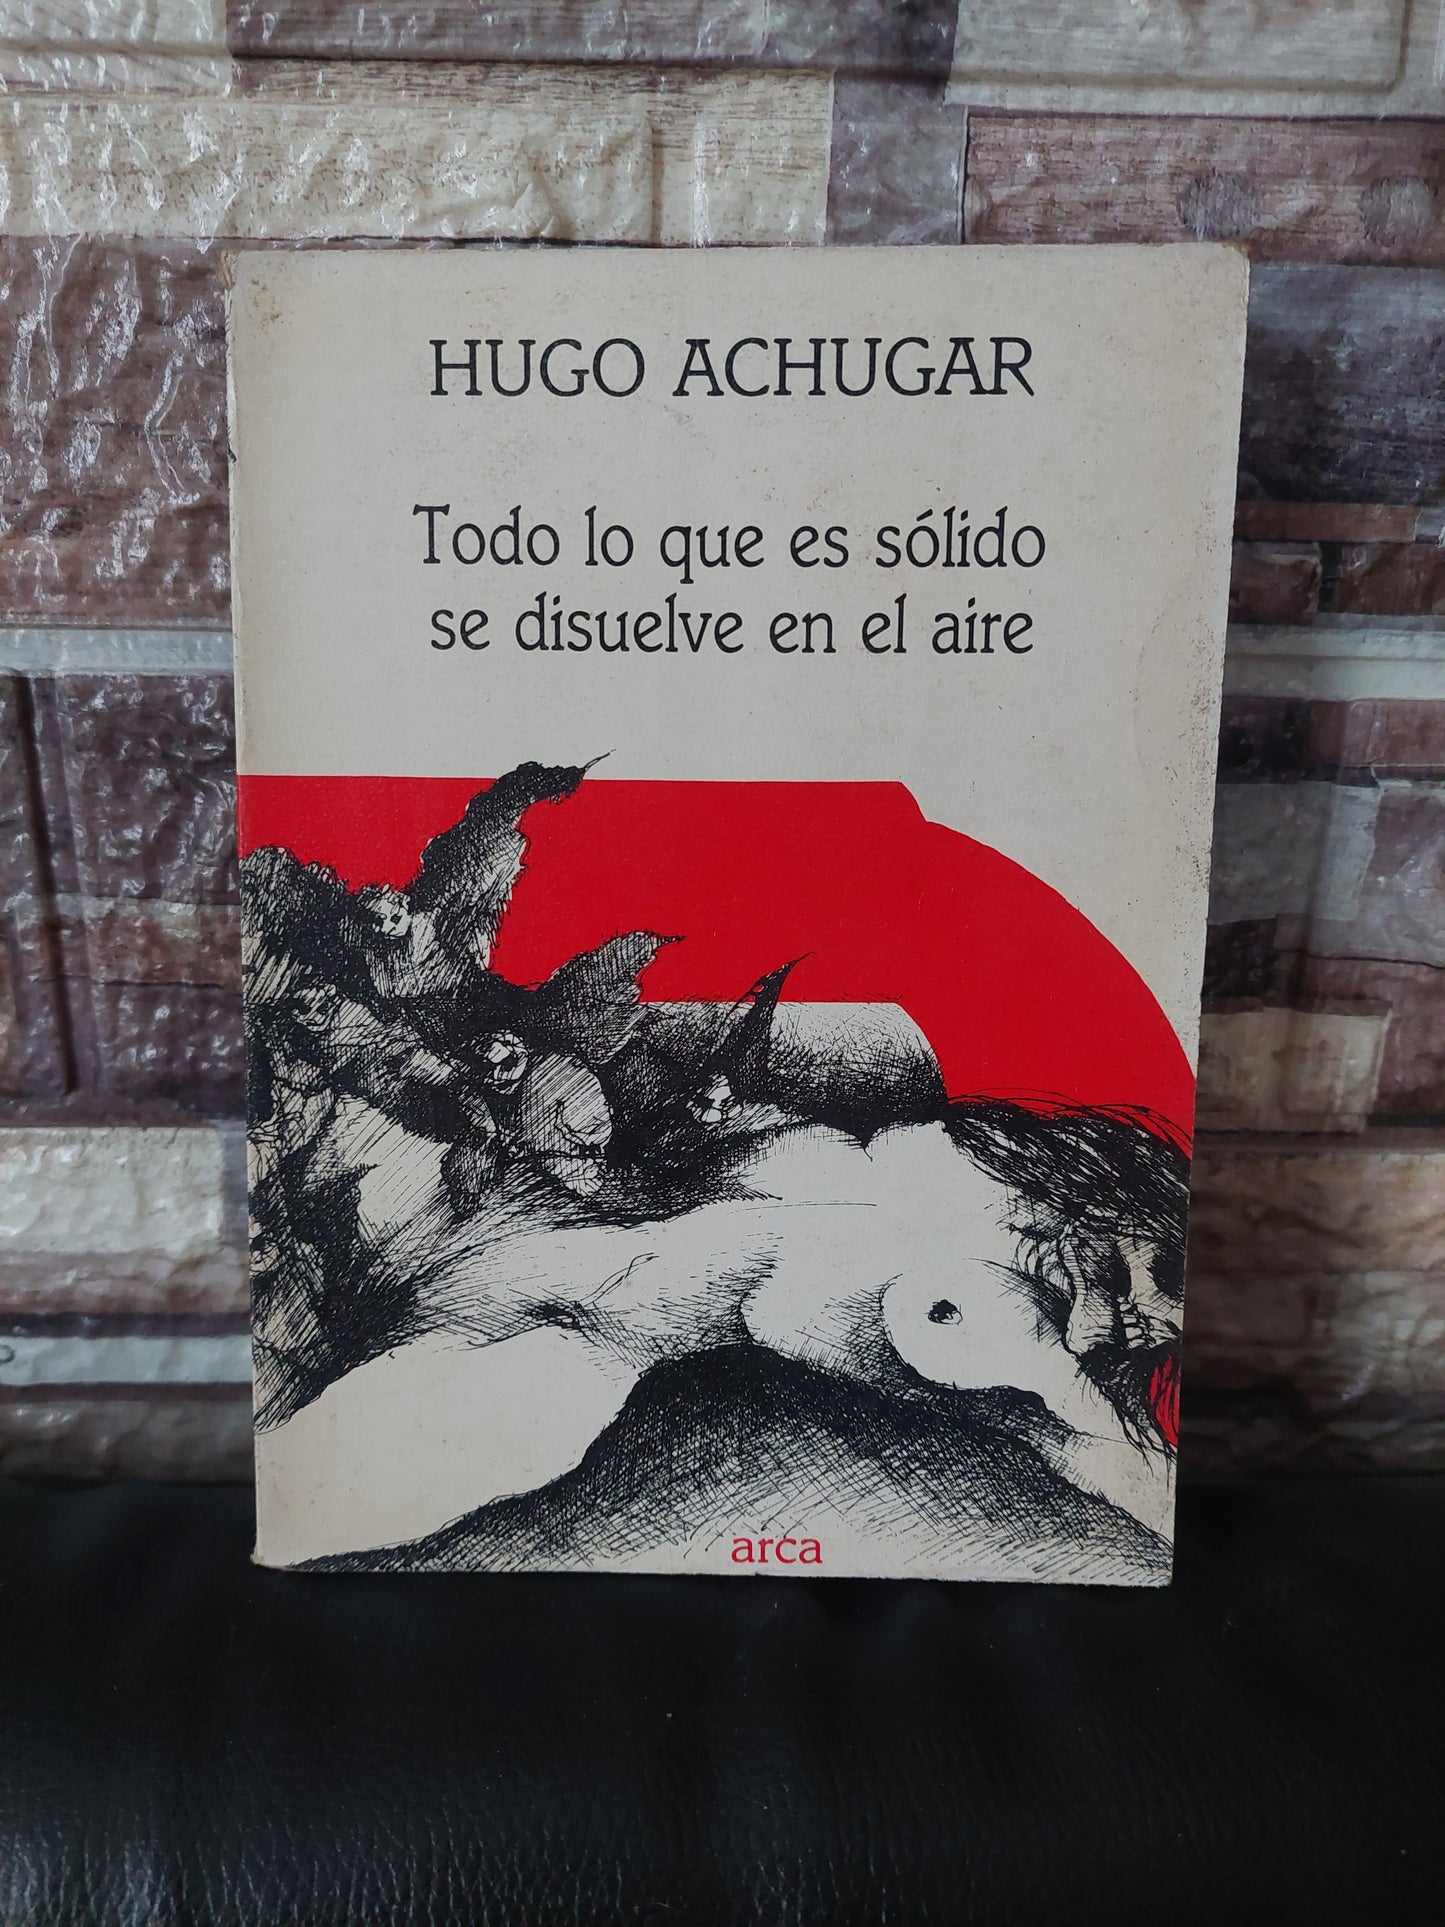 HUGO ACHUGAR
Todo lo que es sólido
se disuelve en el aire
arca